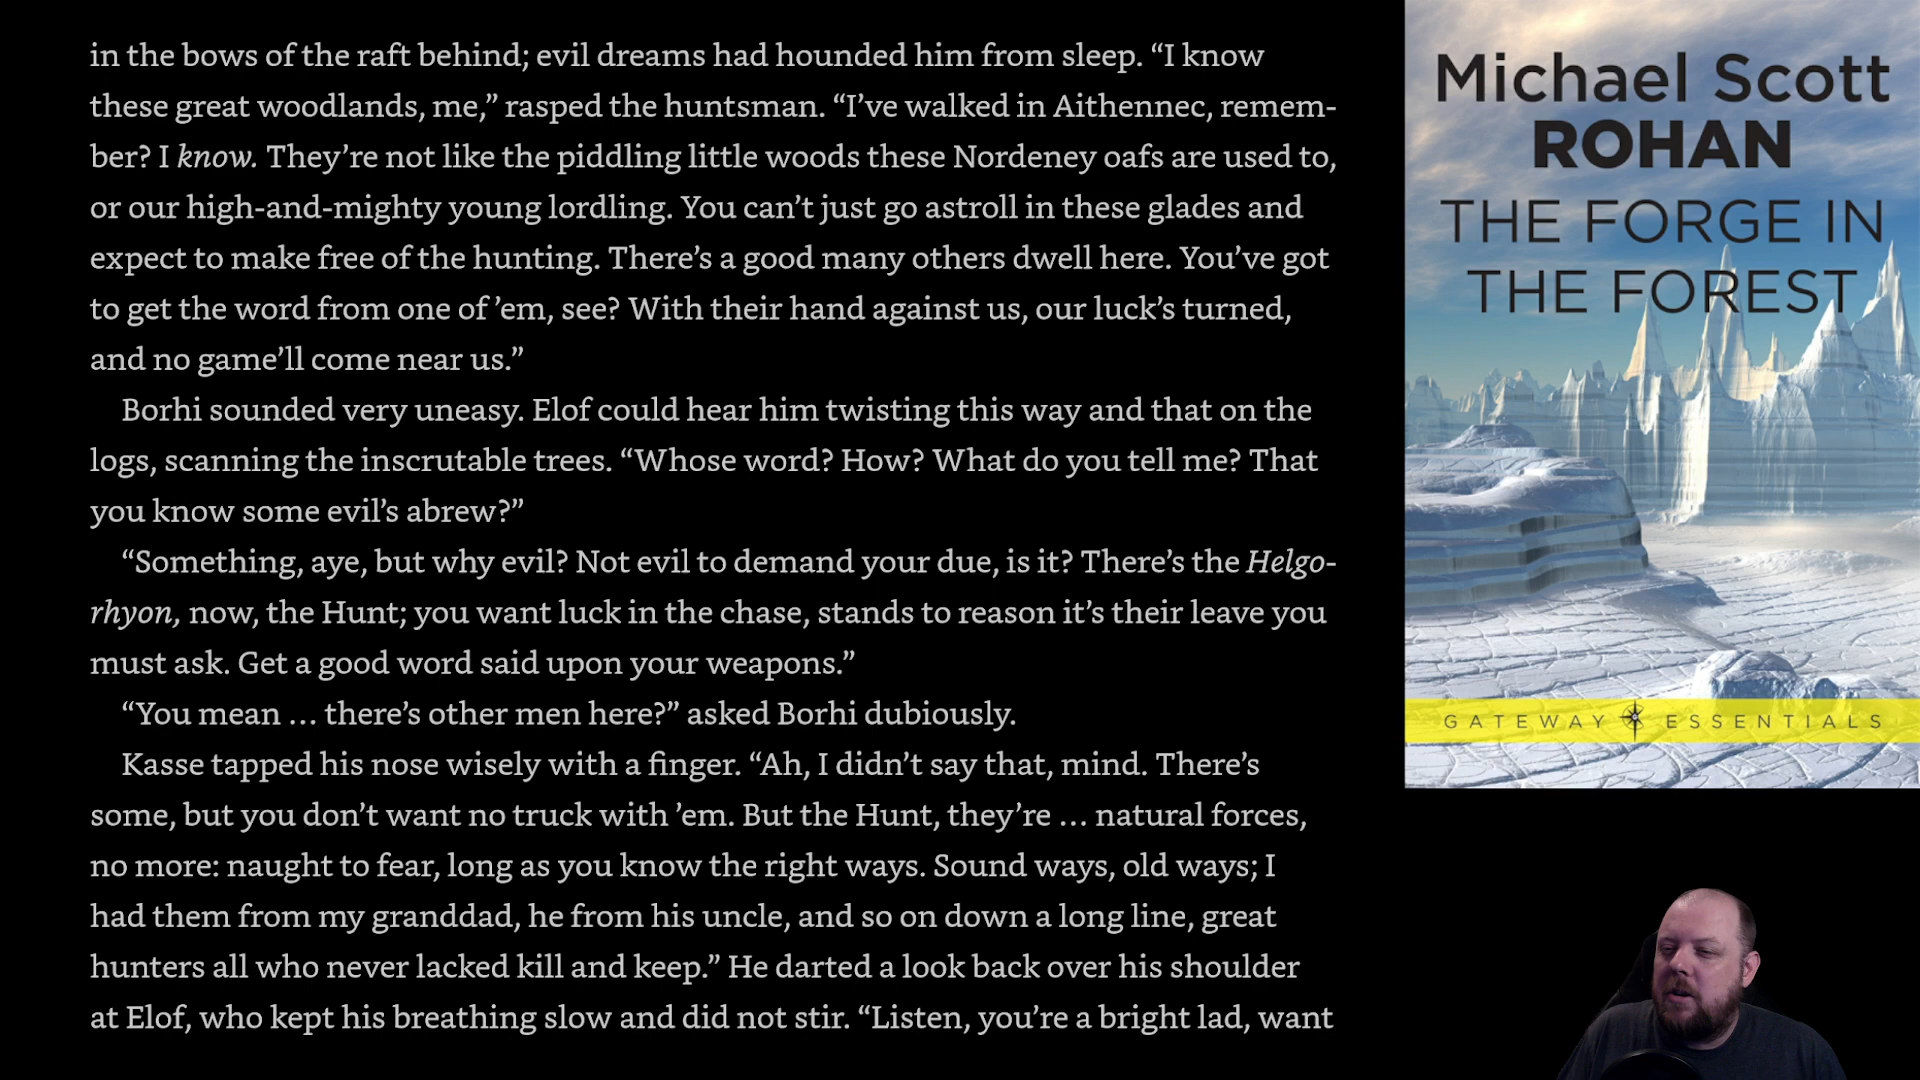 in the bows of the raft behind; evil dreams had hounded him from sleep. “I know
these great woodlands, me,” rasped the huntsman. “I’ve walked in Aithennec, remem-
ber? I know. They’re not like the piddling little woods these Nordeney oafs are used to,
or our high-and-mighty young lordling. You can’t just go astroll in these glades and
expect to make free of the hunting. There’s a good many others dwell here. You’ve got
to get the word from one of ’em, see? With their hand against us, our luck’s turned,
and no game’ll come near us.”
Borhi sounded very uneasy. Elof could hear him twisting this way and that on the
logs, scanning the inscrutable trees. “Whose word? How? What do you tell me? That
you know some evil’s abrew?”
“Something, aye, but why evil? Not evil to demand your due, is it? There’s the Helgo-
rhyon, now, the Hunt; you want luck in the chase, stands to reason it’s their leave you
must ask. Get a good word said upon your weapons.”
“You mean … there’s other men here?” asked Borhi dubiously.
Kasse tapped his nose wisely with a finger. “Ah, I didn’t say that, mind. There’s
some, but you don’t want no truck with ’em. But the Hunt, they’re … natural forces,
no more: naught to fear, long as you know the right ways. Sound ways, old ways; I
had them from my granddad, he from his uncle, and so on down a long line, great
hunters all who never lacked kill and keep.” He darted a look back over his shoulder
at Elof, who kept his breathing slow and did not stir. “Listen, you’re a bright lad, want
Michael Scott
ROHAN
THE FORGE IN
THE FOREST
GATEWAY ESSENTIALS